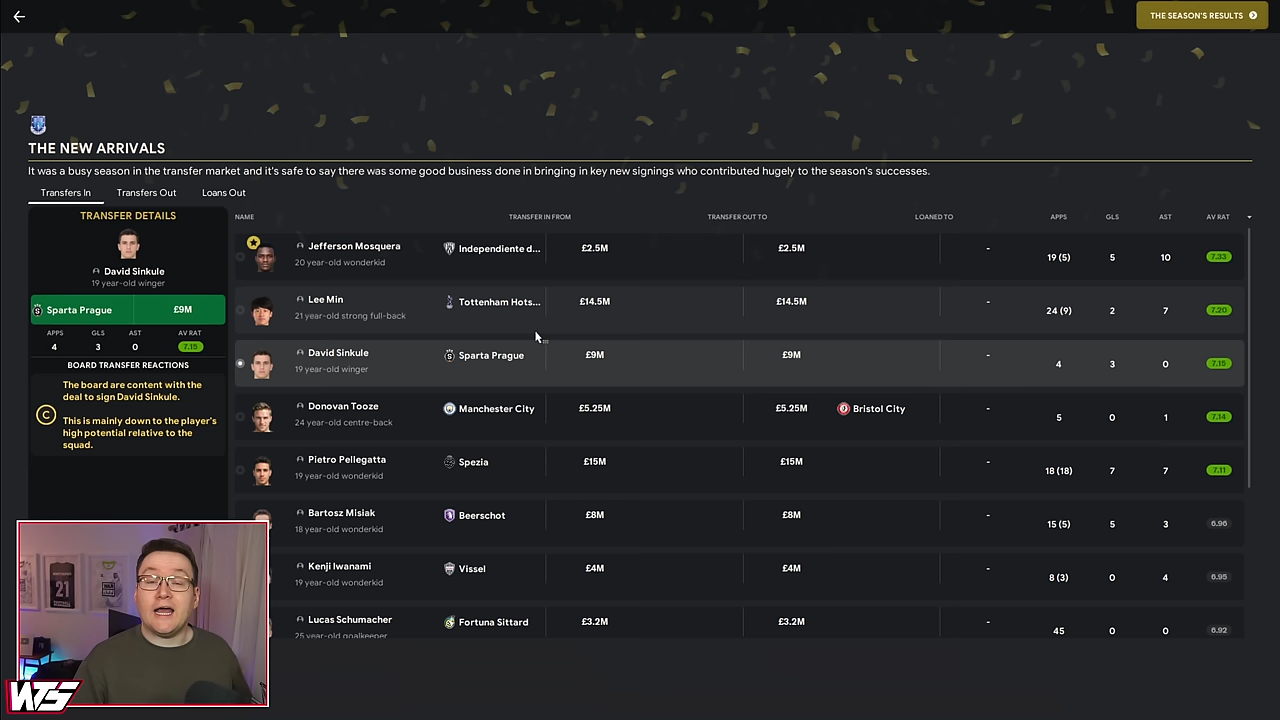 THE SEASON'S RESULTS
THE NEW ARRIVALS
It was a busy season in the transfer market and it's safe to say there was some good business done in bringing in key new signings who contributed hugely to the season's successes.
Transfers In Transfers Out Loans Out
TRANSFER DETAILS
David Sinkule
19 year-old winger
Sparta Prague £9M
APPS GLS AST AV RAT
4 3 0 7.15
BOARD TRANSFER REACTIONS
C
The board are content with the
deal to sign David Sinkule.
This is mainly down to the player's
high potential relative to the
squad.
NAME TRANSFER IN FROM TRANSFER OUT TO LOANED TO APPS GLS AST AV RAT
Jefferson Mosquera Independiente d... £2.5M £2.5M - 19 (5) 5 10 7.33
20 year-old wonderkid
Lee Min Tottenham Hots... £14.5M £14.5M - 24 (9) 2 7 7.20
21 year-old strong full-back
David Sinkule Sparta Prague £9M £9M - 4 3 0 7.15
19 year-old winger
Donovan Tooze Manchester City £5.25M £5.25M Bristol City - 5 0 1 7.14
24 year-old centre-back
Pietro Pellegatta Spezia £15M £15M - 18 (18) 7 7 7.11
19 year-old wonderkid
Bartosz Misiak Beerschot £8M £8M - 15 (5) 5 3 6.96
18 year-old wonderkid
Kenji Iwanami Vissel £4M £4M - 8 (3) 0 4 6.95
19 year-old wonderkid
Lucas Schumacher Fortuna Sittard £3.2M £3.2M - 45 0 0 6.92
25 year-old goalkeeper
21
WTS